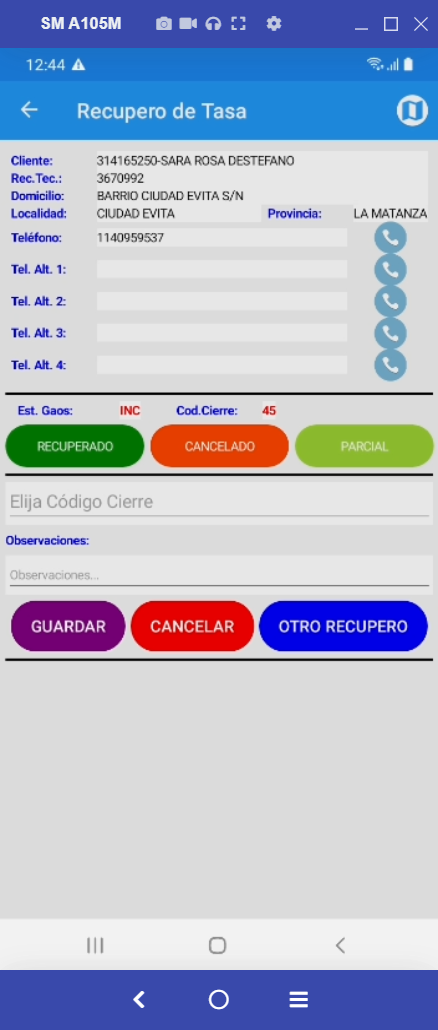 SM A105M
12:44
Recupero de Tasa
Cliente: 314165250-SARA ROSA DESTEFANO
Rec.Tec.: 3670992
Domicilio: BARRIO CIUDAD EVITA S/N
Localidad: CIUDAD EVITA Provincia: LA MATANZA
Teléfono: 1140959537
Tel. Alt. 1:
Tel. Alt. 2:
Tel. Alt. 3:
Tel. Alt. 4:
Est. Gaos: INC Cod.Cierre: 45
RECUPERADO CANCELADO PARCIAL
Elija Código Cierre
Observaciones:
Observaciones...
GUARDAR CANCELAR OTRO RECUPERO